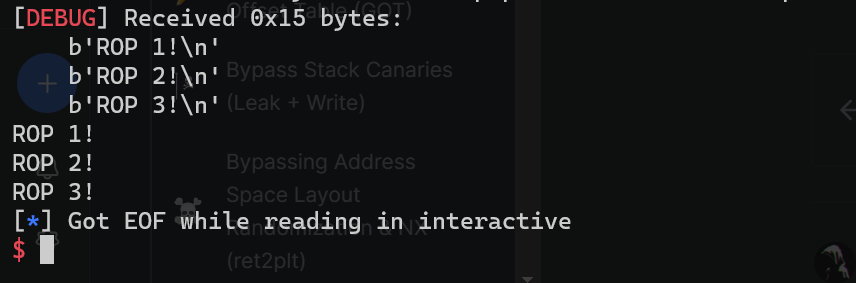 [DEBUG] Received 0x15 bytes:
Offset Table (GOT)
    b'ROP 1!\n'
Bypass Stack Canaries
    b'ROP 2!\n'
(Leak + Write)
    b'ROP 3!\n'
ROP 1!
Bypassing Address
ROP 2!
Space Layout
ROP 3!
[*] Got EOF while reading in interactive
Randomization & NX
$
(ret2plt)